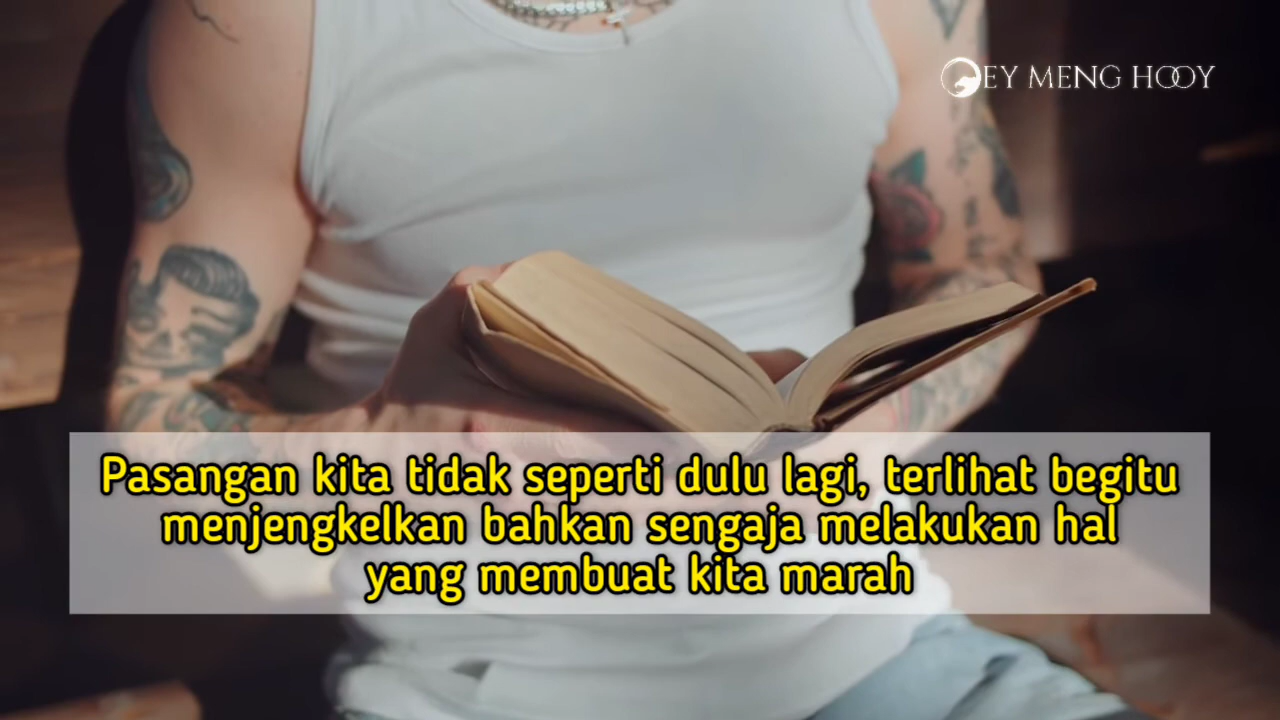 EY MENG HOOY
Pasangan kita tidak seperti dulu lagi, terlihat begitu
menjengkelkan bahkan sengaja melakukan hal
yang membuat kita marah